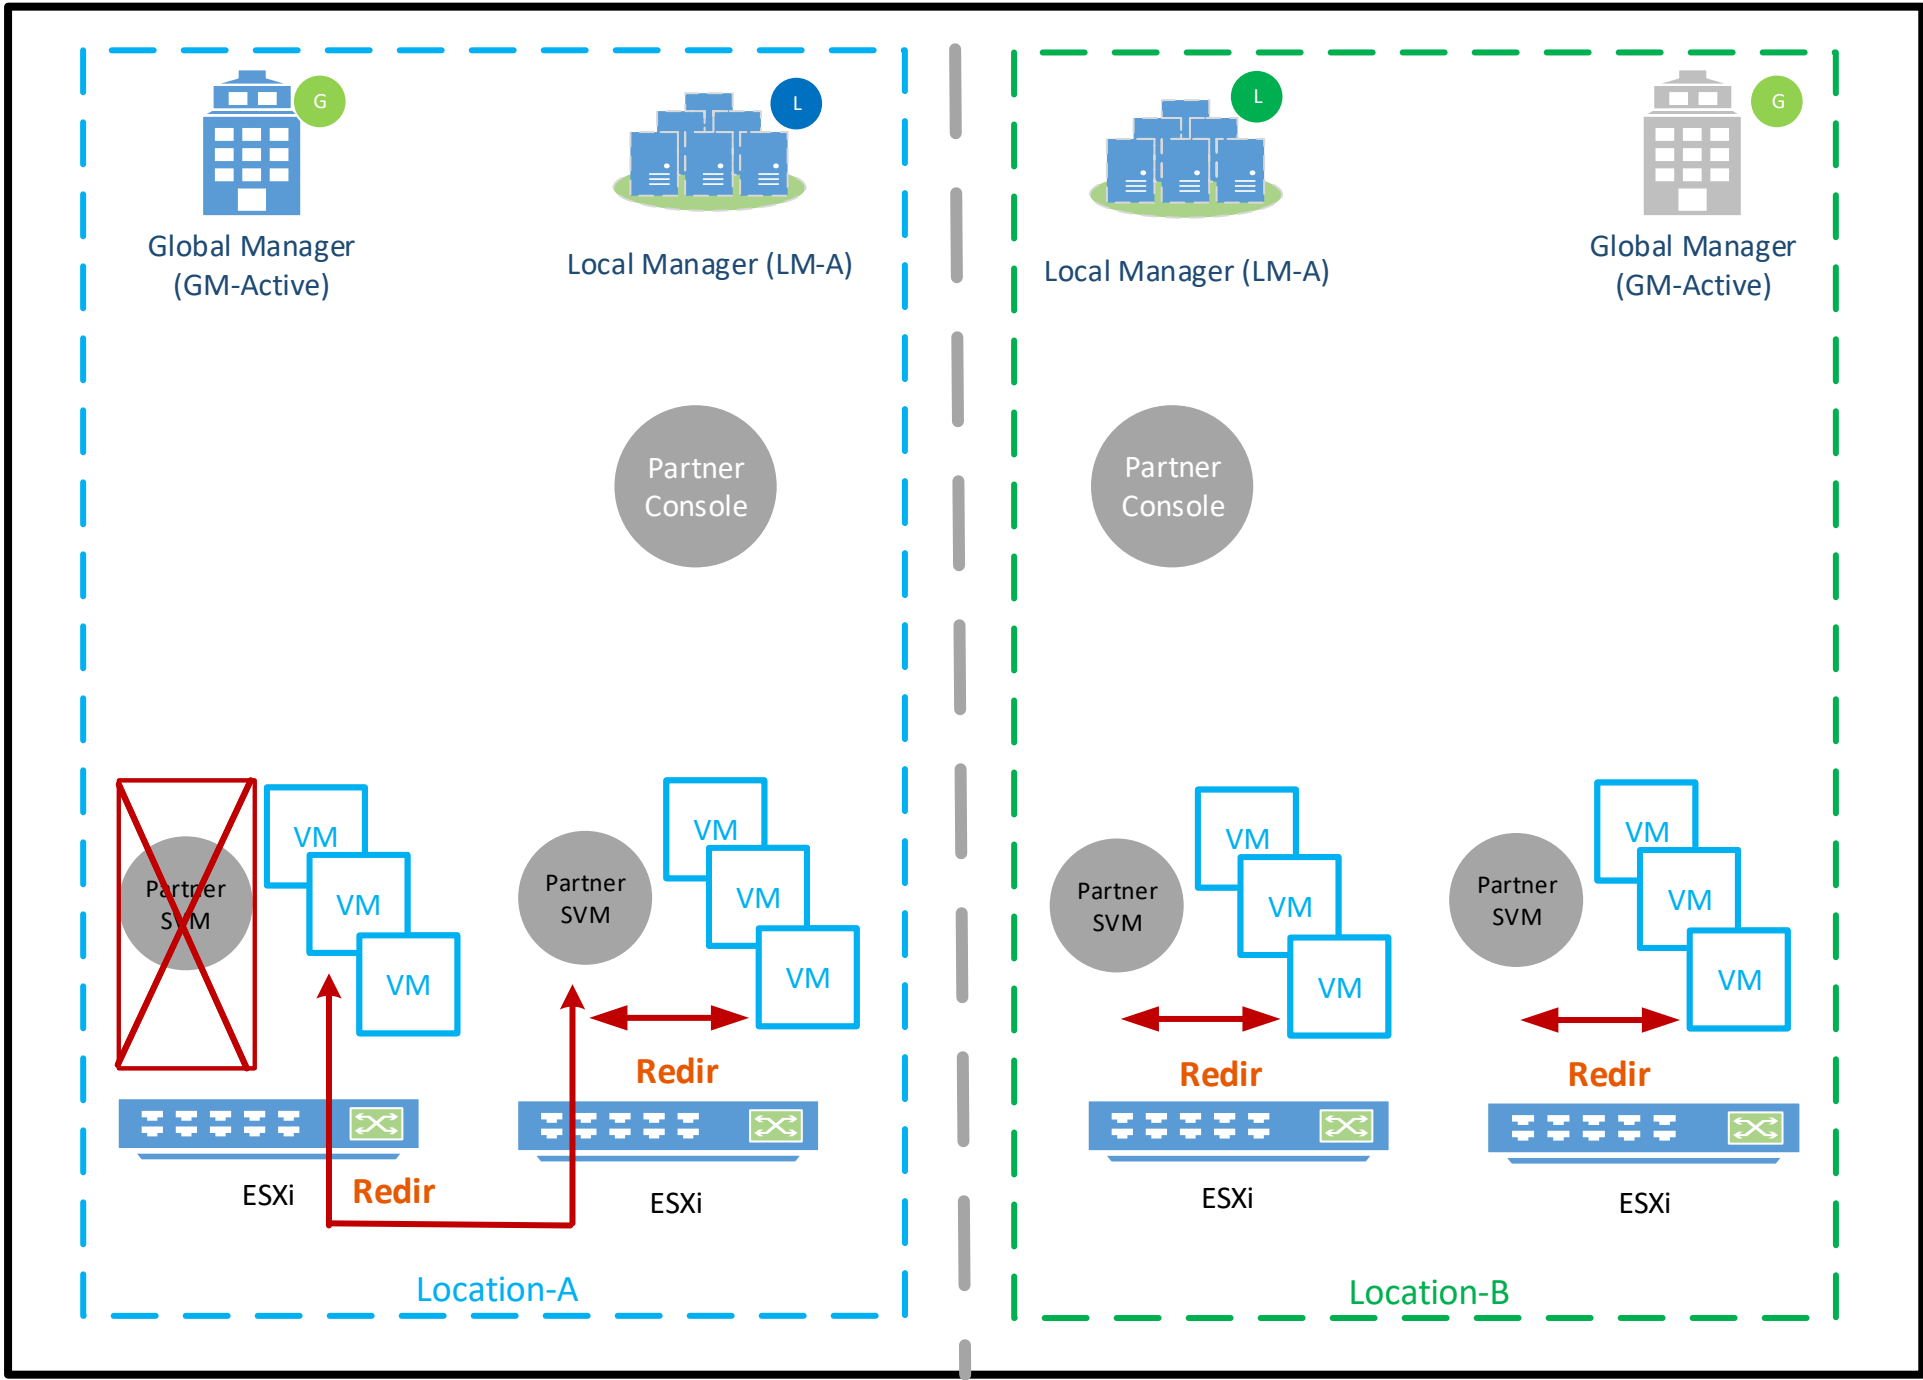 G
L
L
G
Global Manager
(GM-Active)
Local Manager (LM-A)
Local Manager (LM-A)
Global Manager
(GM-Active)
Partner
Console
Partner
Console
Partner
SVM
VM
VM
VM
Partner
SVM
VM
VM
VM
Partner
SVM
VM
VM
VM
Partner
SVM
VM
VM
VM
Redir
Redir
Redir
ESXi
Redir
ESXi
ESXi
ESXi
Location-A
Location-B